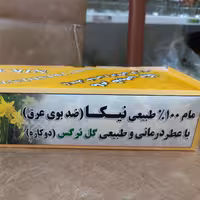 مام ۱۰۰% طبیعی نیکا (ضد بوی عرق)
با عطر درمانی و طبیعی گل نرگس (دوکاره)